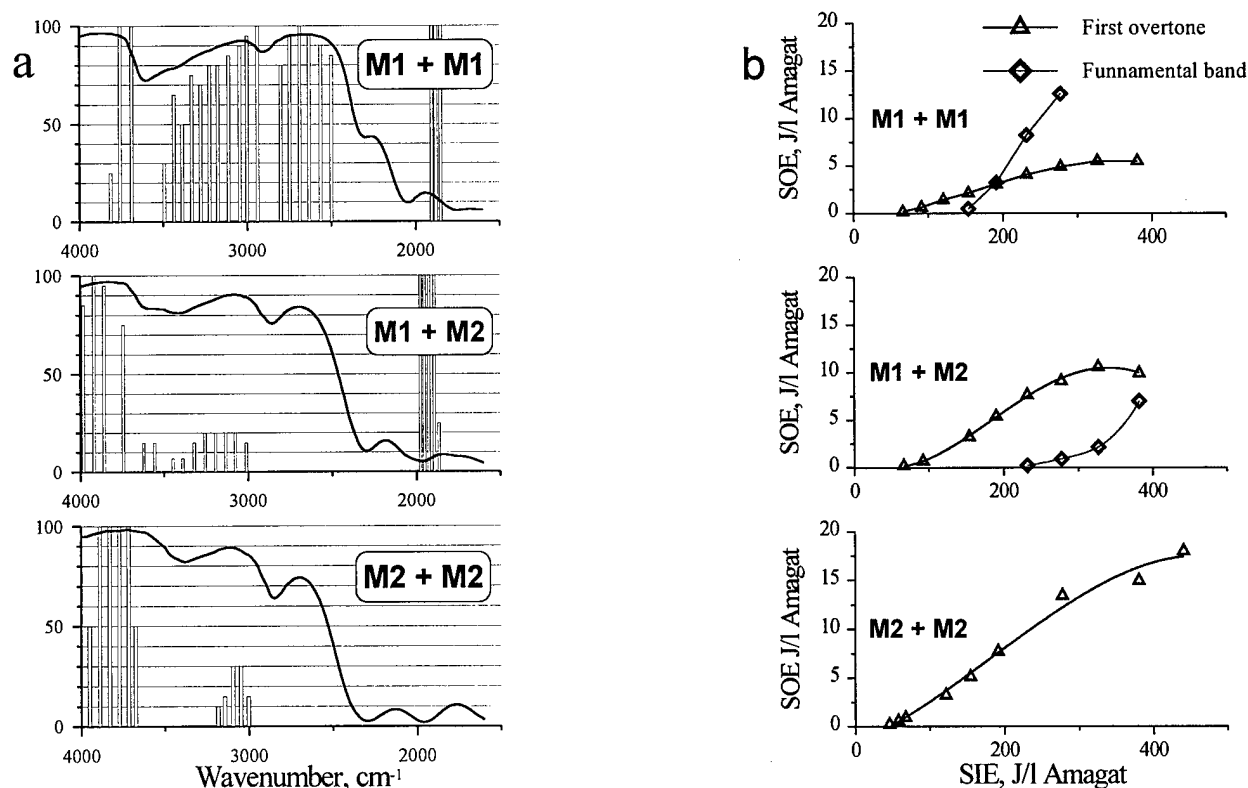 a
100
50
0
4000
3000
2000
M1 + M1
100
50
0
4000
3000
2000
M1 + M2
100
50
0
4000
3000
2000
M2 + M2
Wavenumber, cm-1
b
First overtone
Funnamental band
SOE, J/l Amagat
20
15
10
5
0
0
200
400
M1 + M1
SOE, J/l Amagat
20
15
10
5
0
0
200
400
M1 + M2
SOE J/l Amagat
20
15
10
5
0
0
200
400
M2 + M2
SIE, J/l Amagat